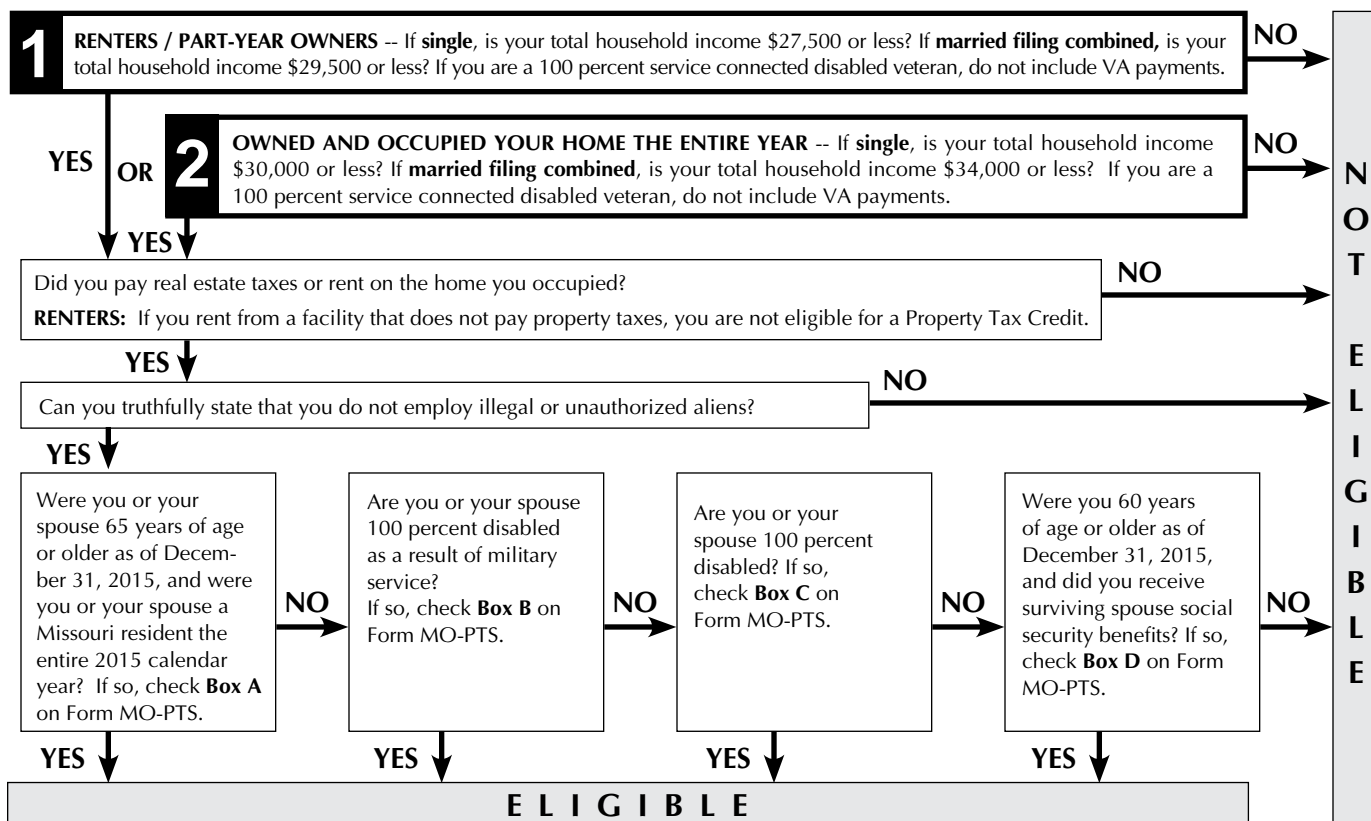 1
RENTERS / PART-YEAR OWNERS -- If single, is your total household income $27,500 or less? If married filing combined, is your
total household income $29,500 or less? If you are a 100 percent service connected disabled veteran, do not include VA payments.
NO
YES
OR
2
OWNED AND OCCUPIED YOUR HOME THE ENTIRE YEAR -- If single, is your total household income
$30,000 or less? If married filing combined, is your total household income $34,000 or less? If you are a
100 percent service connected disabled veteran, do not include VA payments.
NO
YES
Did you pay real estate taxes or rent on the home you occupied?
RENTERS: If you rent from a facility that does not pay property taxes, you are not eligible for a Property Tax Credit.
NO
YES
Can you truthfully state that you do not employ illegal or unauthorized aliens?
NO
YES
Were you or your
spouse 65 years of age
or older as of Decem-
ber 31, 2015, and were
you or your spouse a
Missouri resident the
entire 2015 calendar
year? If so, check Box A
on Form MO-PTS.
NO
Are you or your spouse
100 percent disabled
as a result of military
service?
If so, check Box B on
Form MO-PTS.
NO
Are you or your
spouse 100 percent
disabled? If so,
check Box C on
Form MO-PTS.
NO
Were you 60 years
of age or older as of
December 31, 2015,
and did you receive
surviving spouse social
security benefits? If so,
check Box D on Form
MO-PTS.
NO
YES
YES
YES
YES
ELIGIBLE
NOT ELIGIBLE